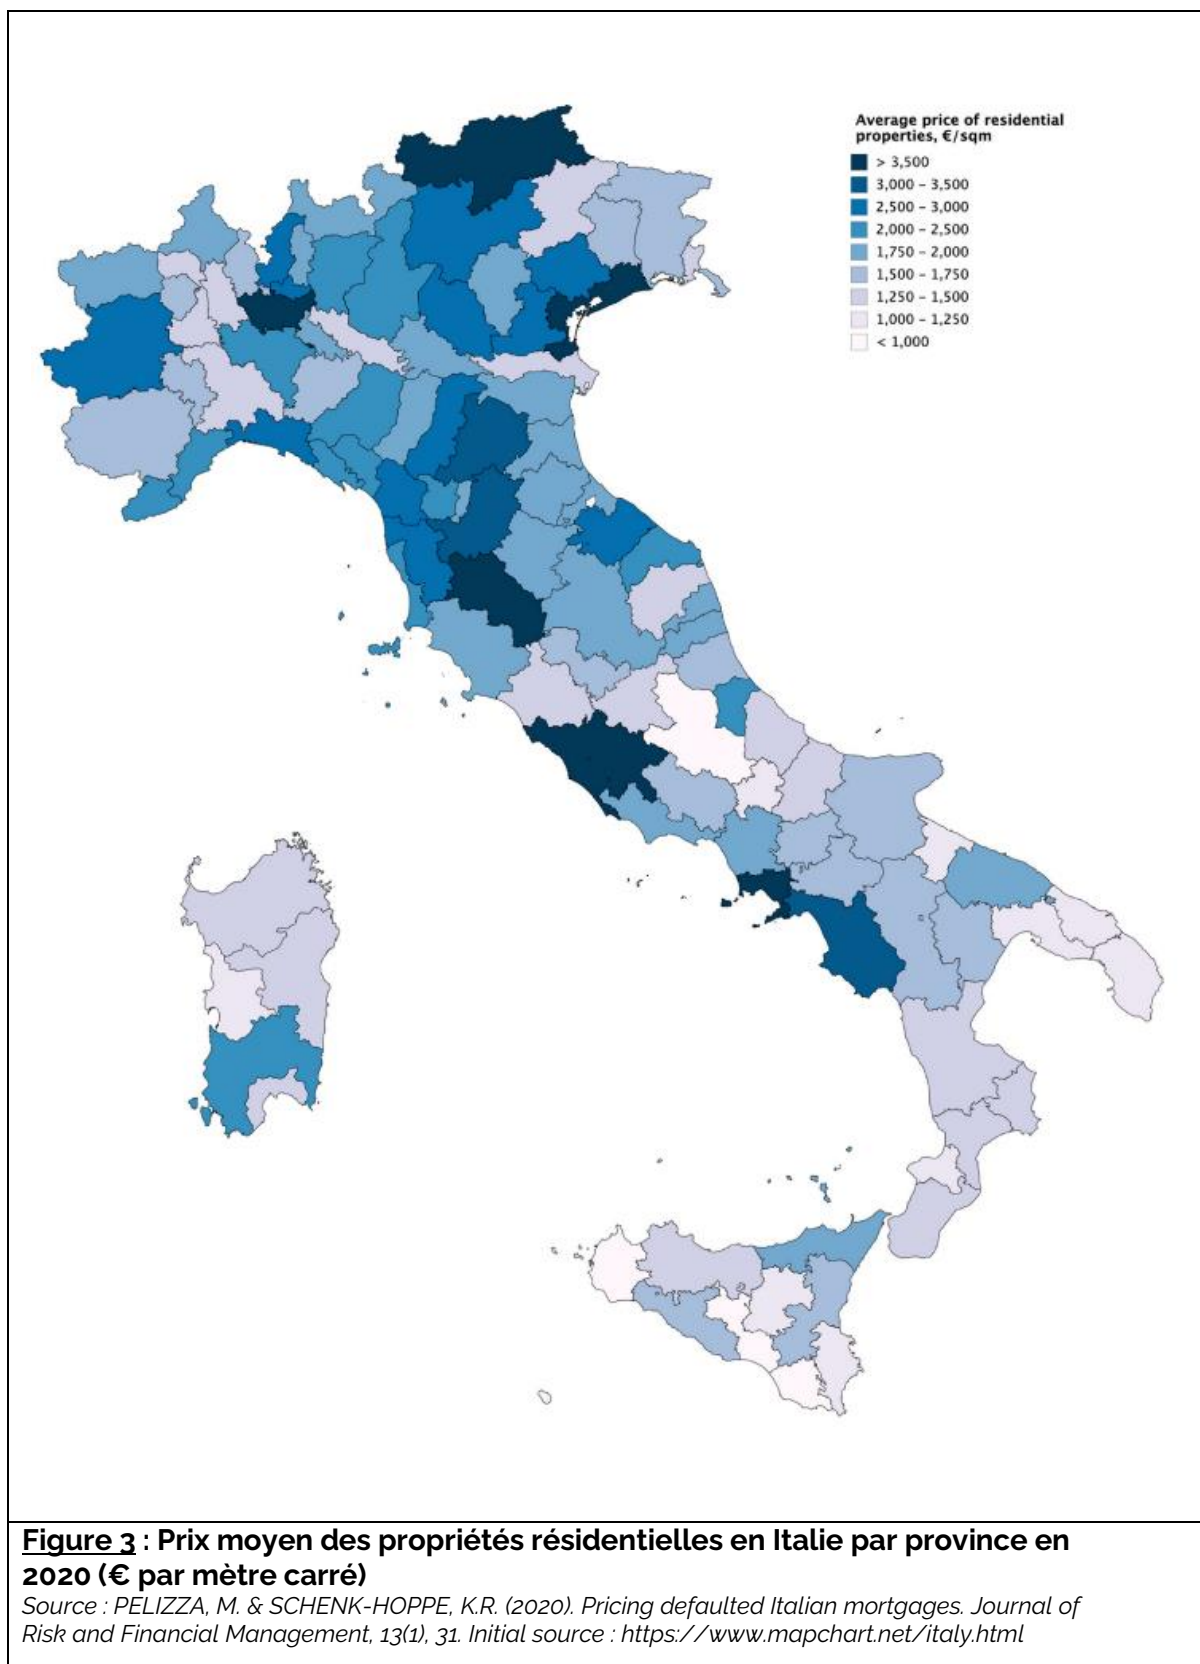 Average price of residential
properties, €/sqm
> 3,500
3,000 – 3,500
2,500 – 3,000
2,000 – 2,500
1,750 – 2,000
1,500 – 1,750
1,250 – 1,500
1,000 – 1,250
< 1,000
Figure 3 : Prix moyen des propriétés résidentielles en Italie par province en
2020 (€ par mètre carré)
Source : PELIZZA, M. & SCHENK-HOPPE, K.R. (2020). Pricing defaulted Italian mortgages. Journal of
Risk and Financial Management, 13(1), 31. Initial source : https://www.mapchart.net/italy.html